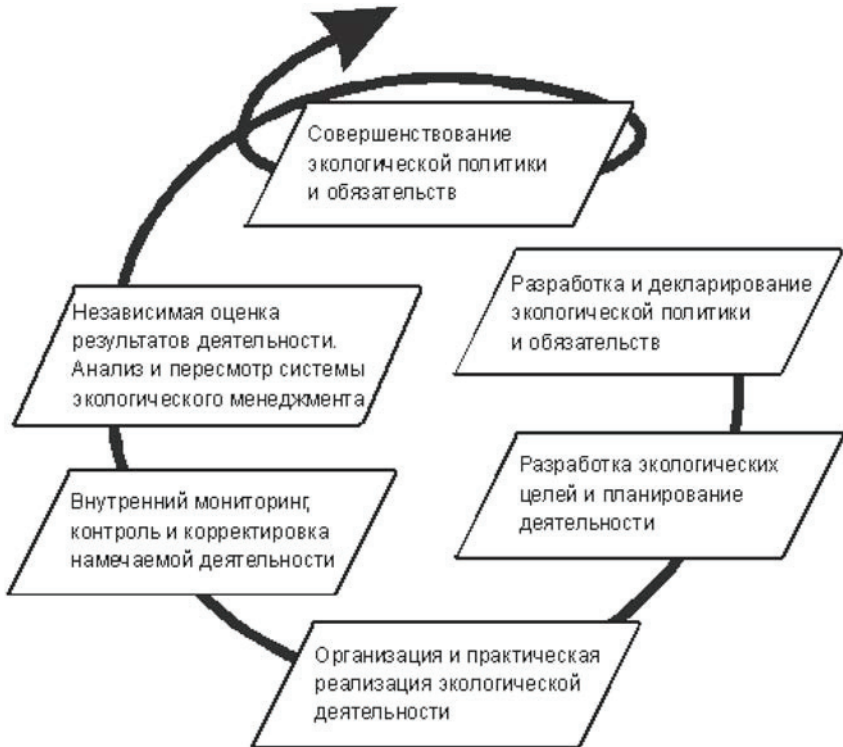 Совершенствование
экологической политики
и обязательств
Разработка и декларирование
экологической политики
и обязательств
Независимая оценка
результатов деятельности.
Анализ и пересмотр системы
экологического менеджмента
Разработка экологических
целей и планирование
деятельности
Внутренний мониторинг,
контроль и корректировка
намечаемой деятельности
Организация и практическая
реализация экологической
деятельности